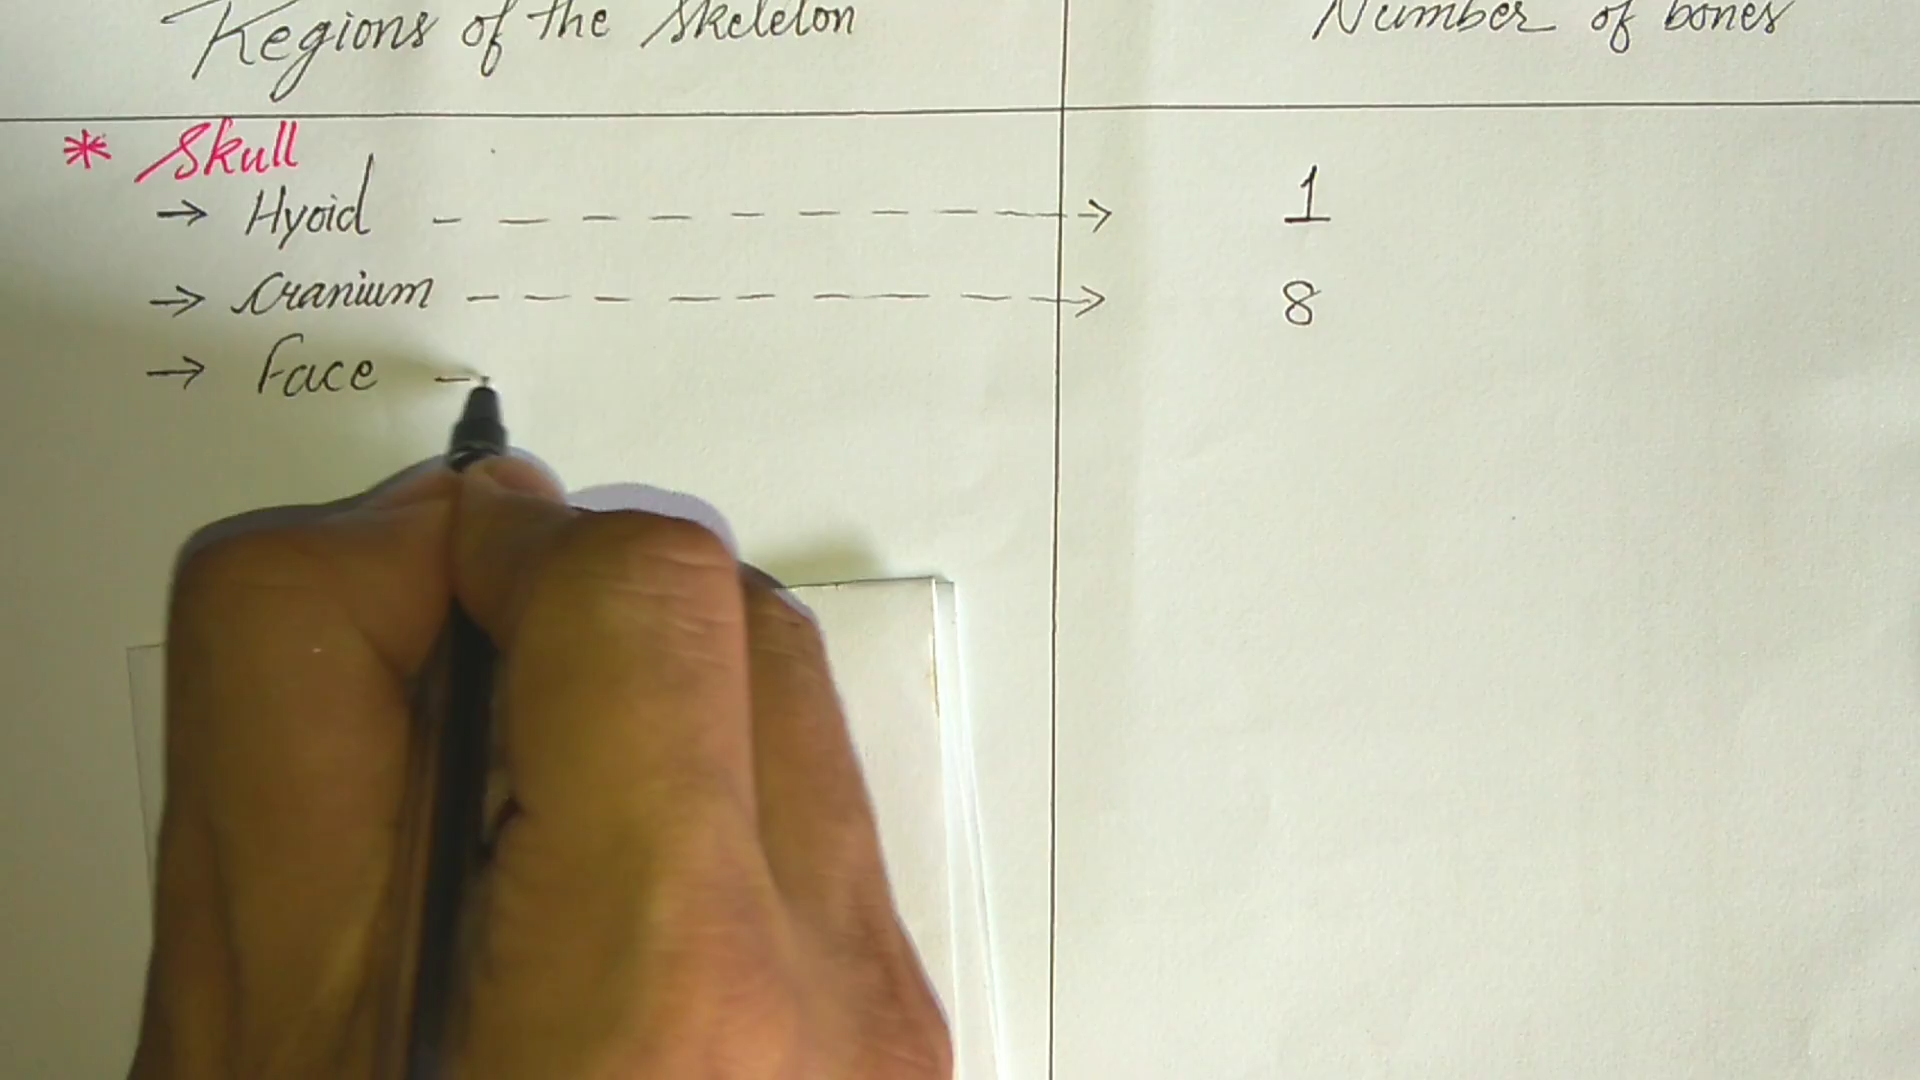 Regions of the Skeleton Number of bones
* Skull
→ Hyoid - - - - - - - - → 1
→ Cranium - - - - - - - → 8
→ Face -